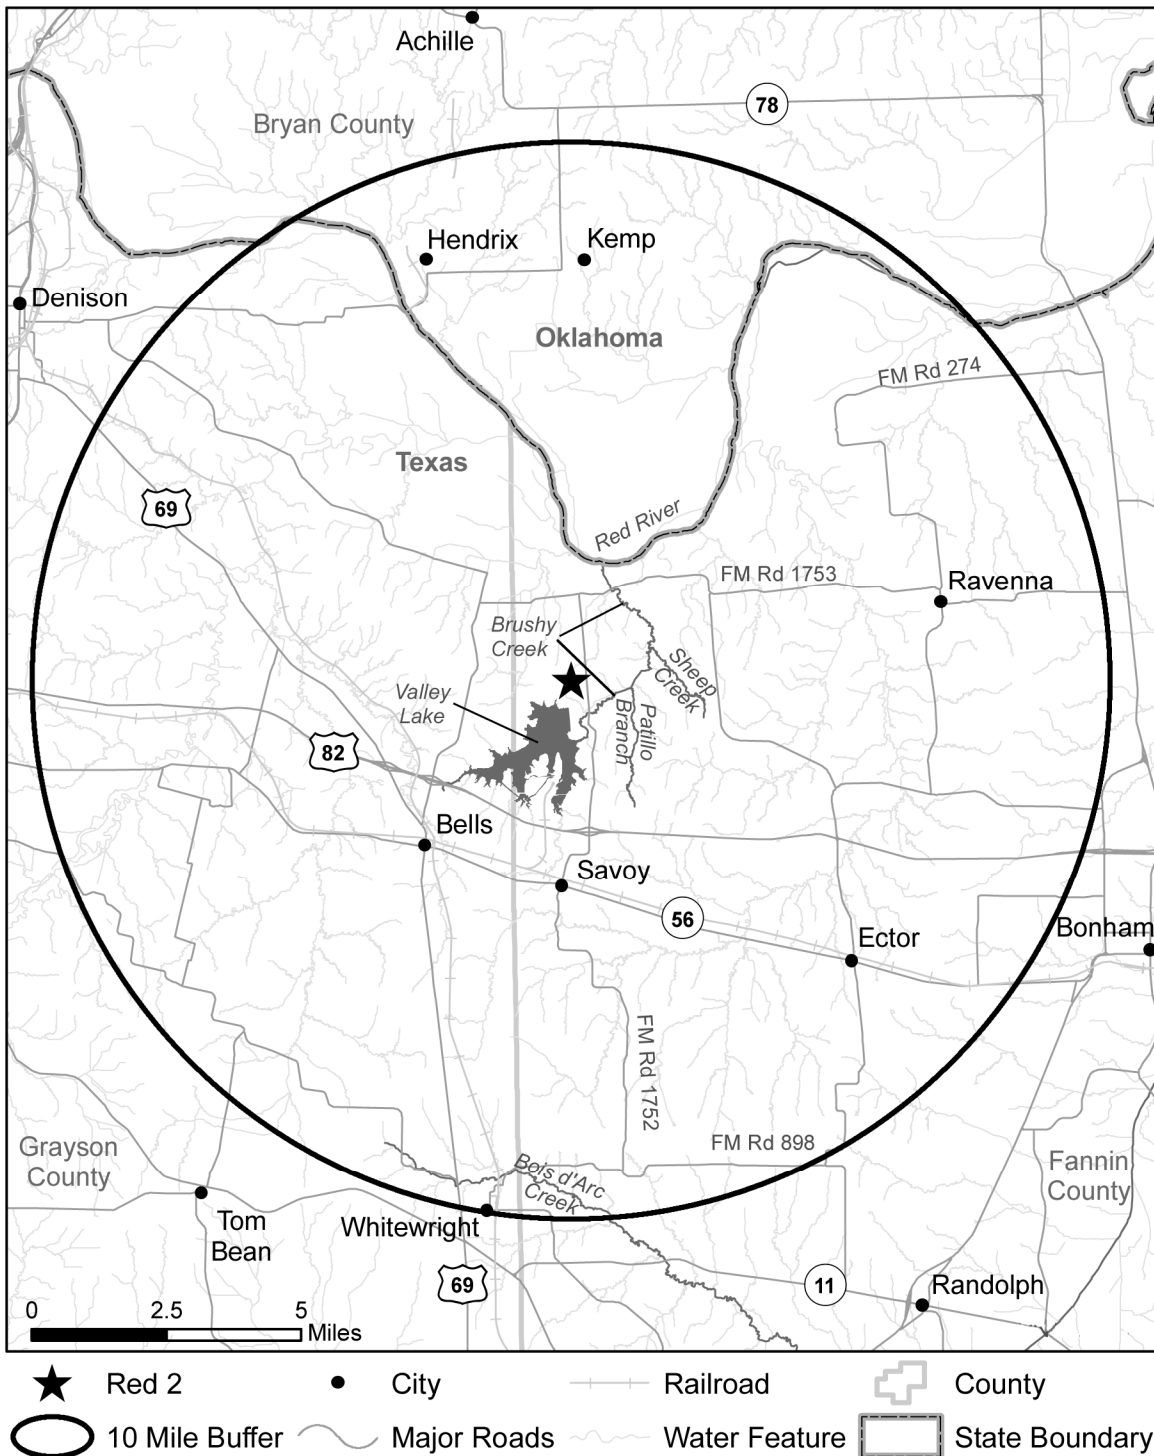 Achille
78
Bryan County
Hendrix
Kemp
Denison
Oklahoma
FM Rd 274
Texas
69
Red River
FM Rd 1753
Ravenna
Brushy
Creek
Sheep
Creek
Valley
Lake
Patillo
Branch
82
Bells
Savoy
56
Ector
Bonham
FM Rd 1752
Grayson
County
FM Rd 898
Fannin
County
Bois d'Arc
Creek
Tom
Bean
Whitewright
69
11
Randolph
0 2.5 5
Miles
Red 2
City
Railroad
County
10 Mile Buffer
Major Roads
Water Feature
State Boundary